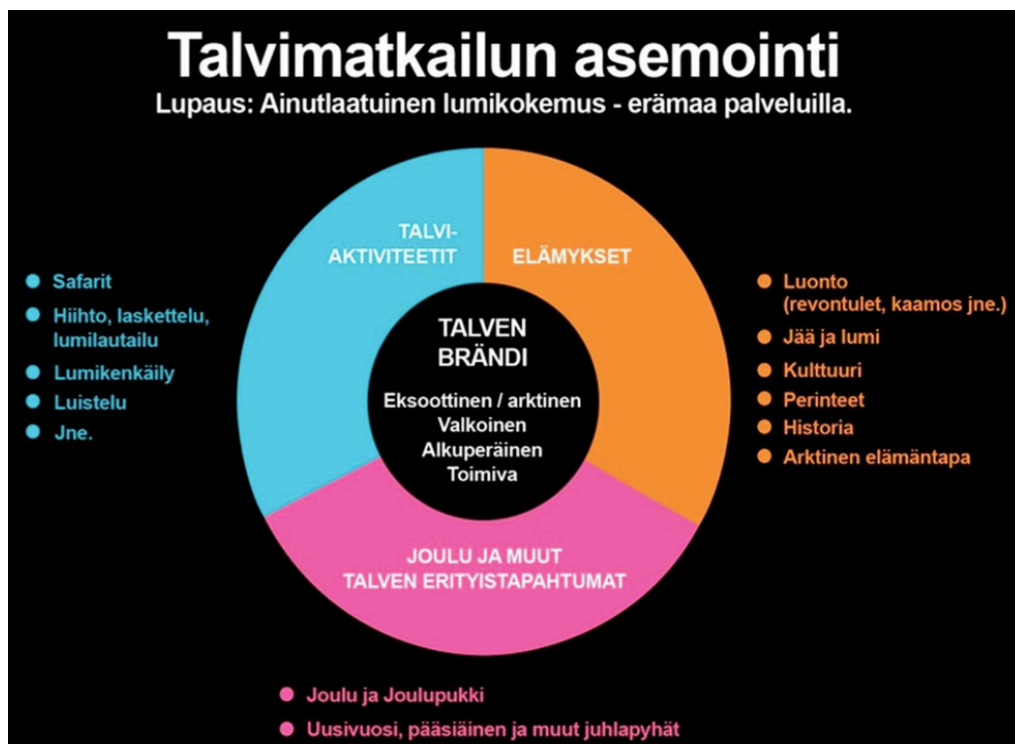 Talvimatkailun asemointi
Lupaus: Ainutlaatuinen lumikokemus - erämaa palveluilla.
TALVI-
AKTIVITEETIT
Safarit
Hiihto, laskettelu,
lumilautailu
Lumikenkäily
Luistelu
Jne.
ELÄMYKSET
Luonto
(revontulet, kaamos jne.)
Jää ja lumi
Kulttuuri
Perinteet
Historia
Arktinen elämäntapa
TALVEN
BRÄNDI
Eksoottinen / arktinen
Valkoinen
Alkuperäinen
Toimiva
JOULU JA MUUT
TALVEN ERITYISTAPAHTUMAT
Joulu ja Joulupukki
Uusivuosi, pääsiäinen ja muut juhlapyhät